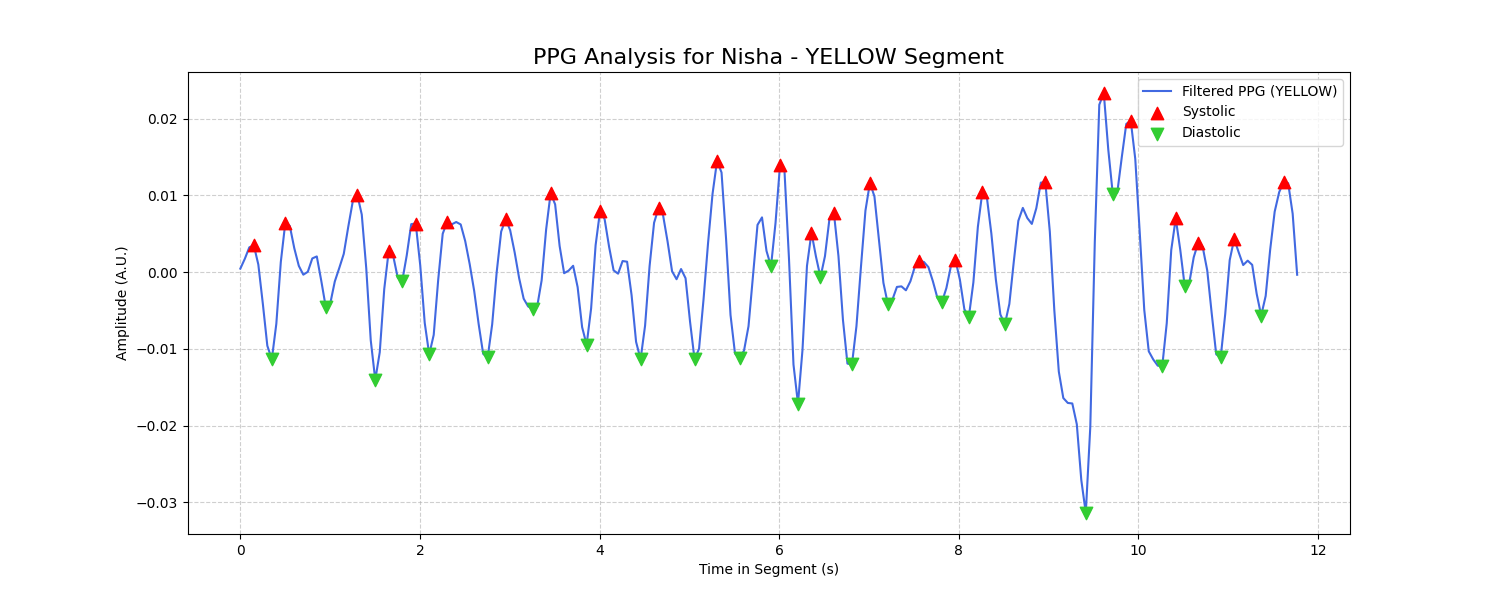 PPG Analysis for Nisha - YELLOW Segment
Filtered PPG (YELLOW)
Systolic
Diastolic
Amplitude (A.U.)
0.02
0.01
0.00
−0.01
−0.02
−0.03
0 2 4 6 8 10 12
Time in Segment (s)